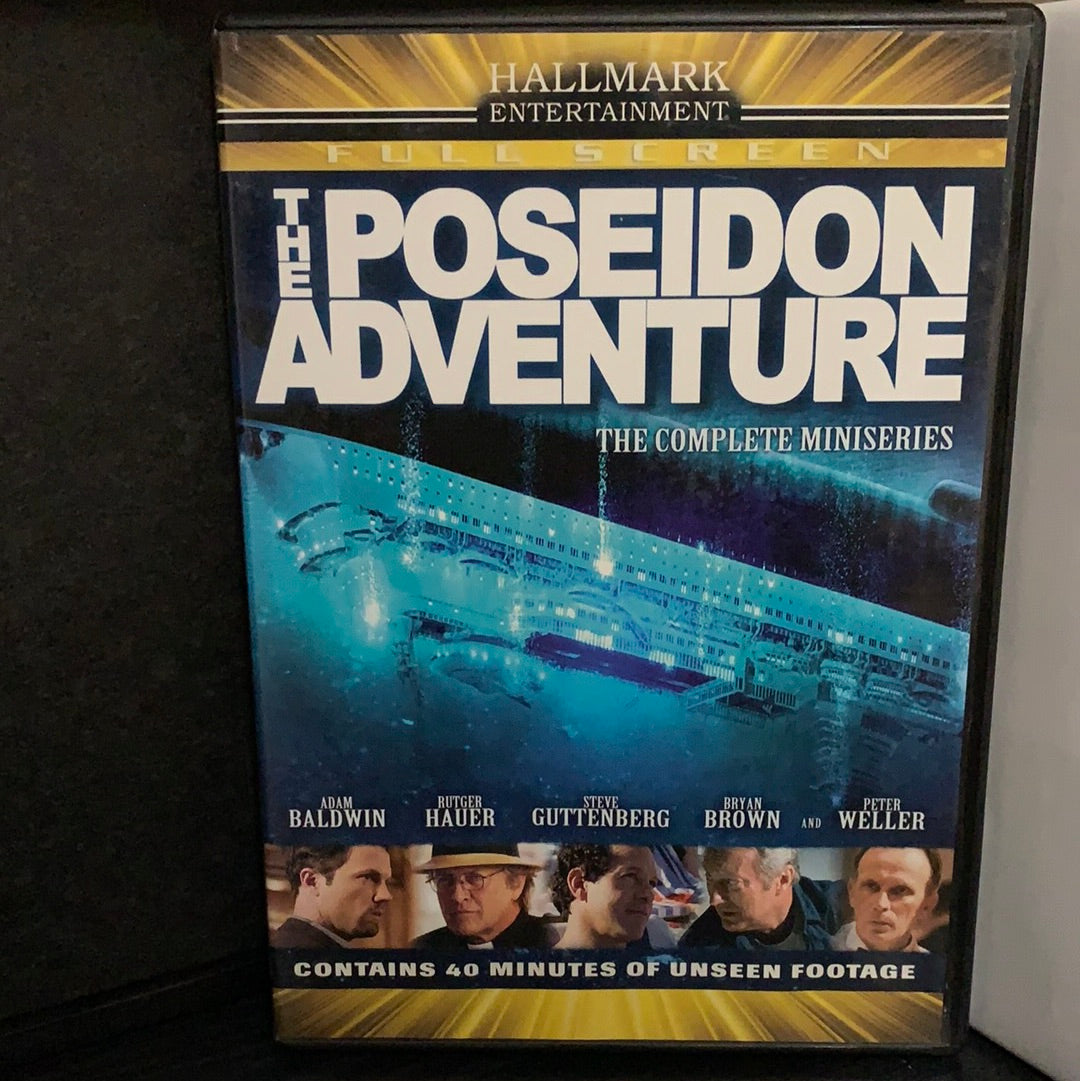 HALLMARK
ENTERTAINMENT
FULL SCREEN
THE POSEIDON
ADVENTURE
THE COMPLETE MINISERIES
ADAM BALDWIN
RUTGER HAUER
STEVE GUTTENBERG
BRYAN BROWN
AND
PETER WELLER
CONTAINS 40 MINUTES OF UNSEEN FOOTAGE